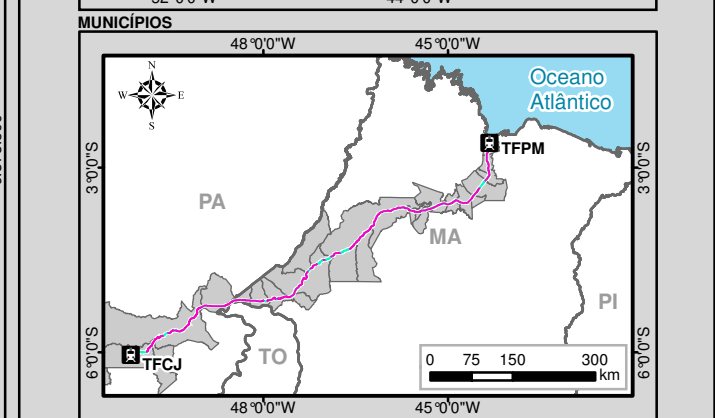 MUNICÍPIOS
48°0'0"W 45°0'0"W
N
W E
S
Oceano
Atlântico
TFPM
3°0'0"S 3°0'0"S
PA
MA
PI
6°0'0"S 6°0'0"S
TO
TFCJ
0 75 150 300
km
48°0'0"W 45°0'0"W